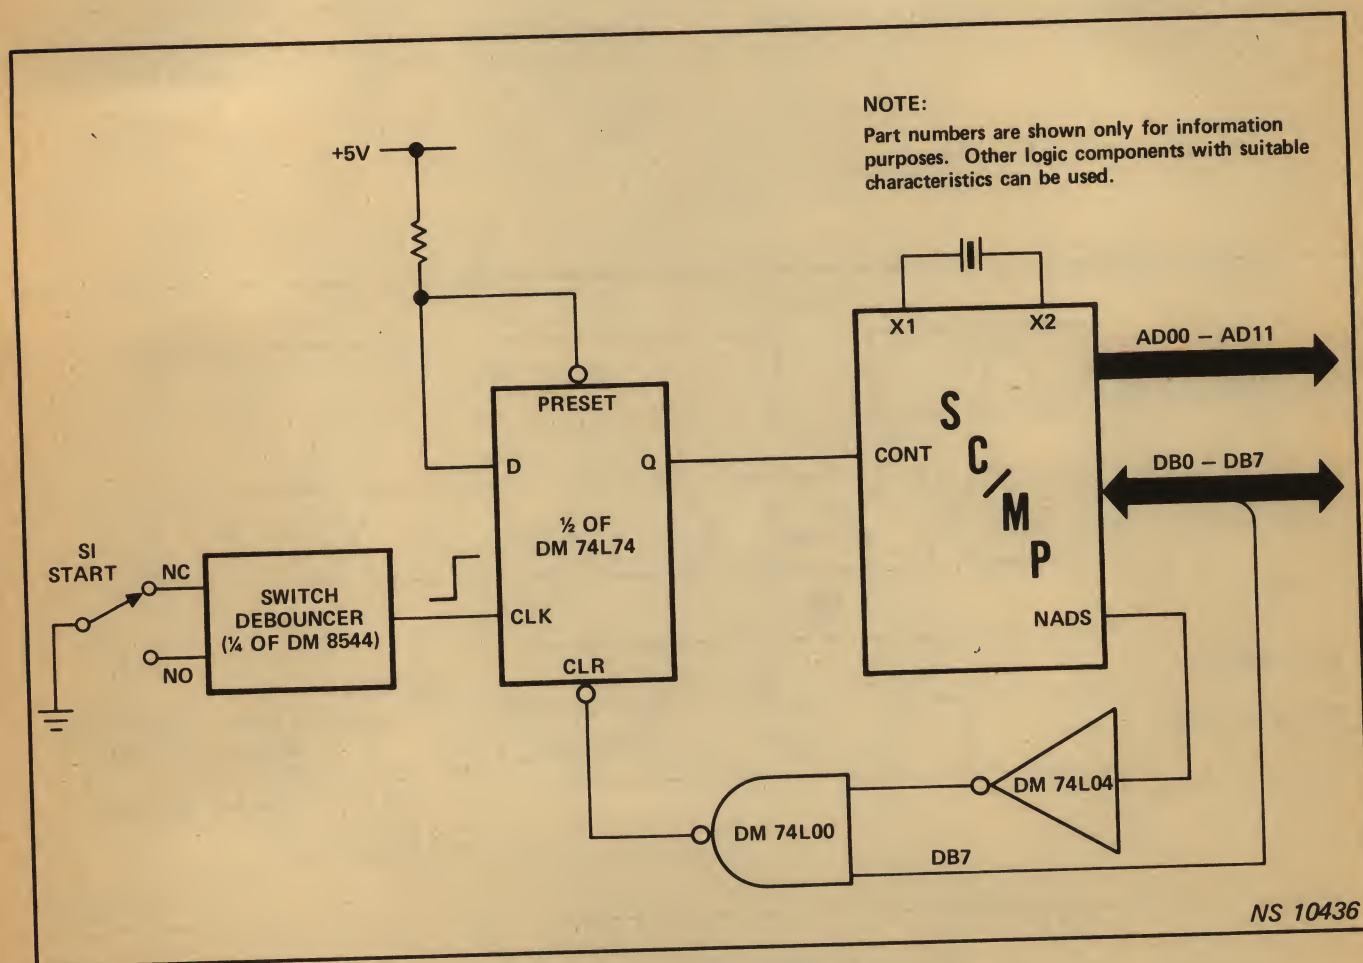 NOTE:
Part numbers are shown only for information
purposes. Other logic components with suitable
characteristics can be used.
+5V
X1
X2
AD00 – AD11
PRESET
SC/MP
D
Q
CONT
DB0 – DB7
½ OF
DM 74L74
SI
START
NC
SWITCH
DEBOUNCER
(¼ OF DM 8544)
CLK
NADS
NO
CLR
DM 74L04
DM 74L00
DB7
NS 10436